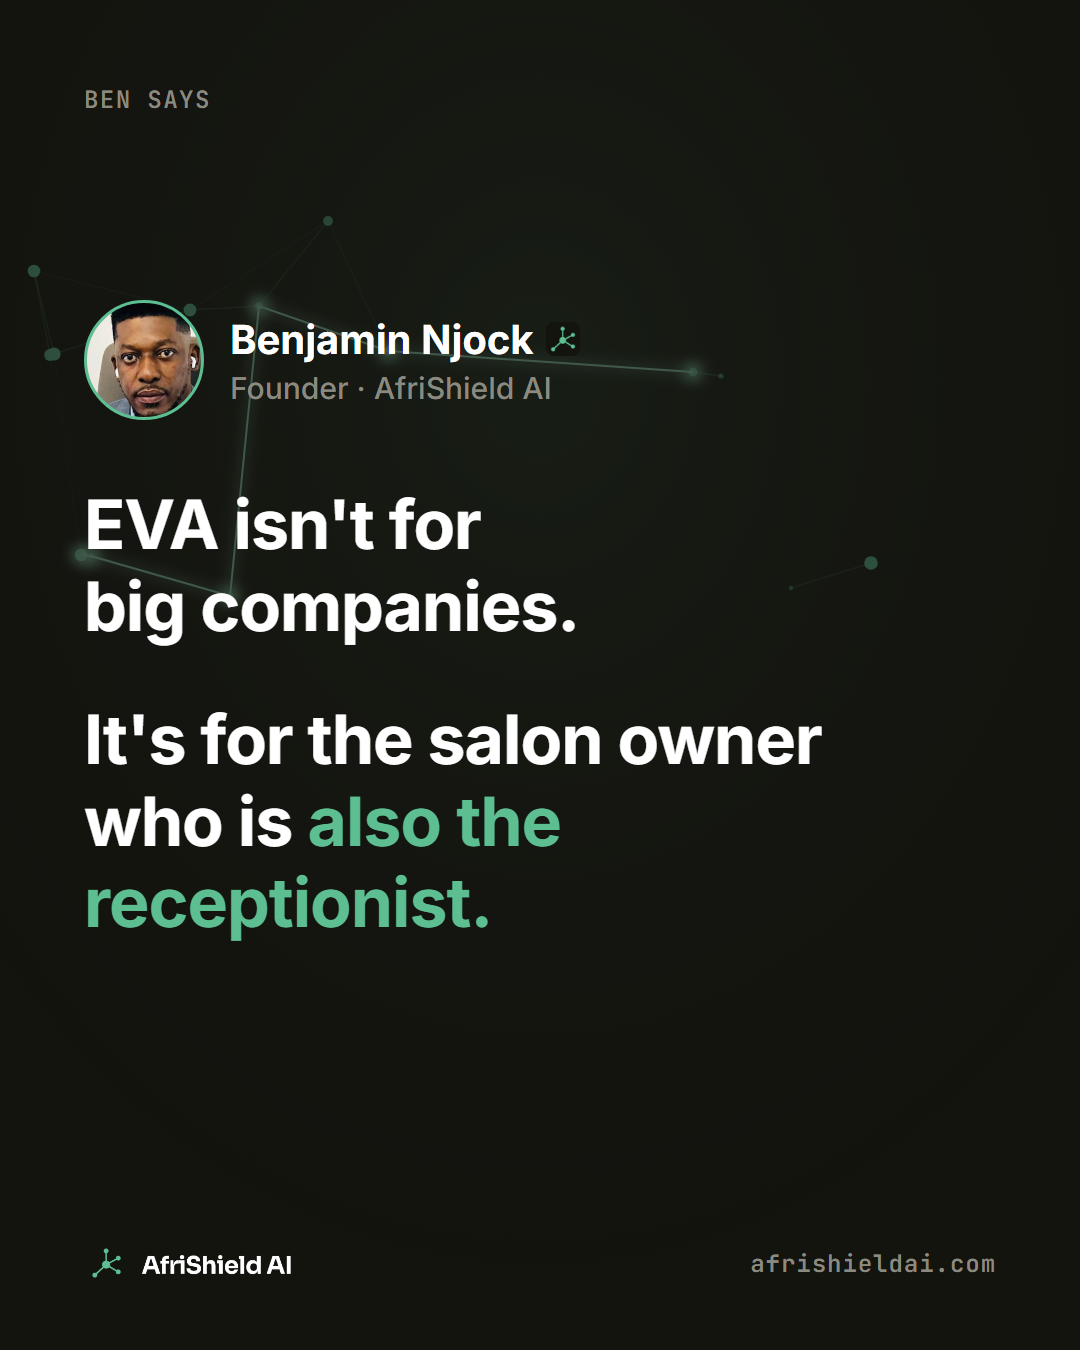 BEN SAYS
Benjamin Njock
Founder · AfriShield AI
EVA isn't for
big companies.
It's for the salon owner
who is also the
receptionist.
AfriShield AI
afrishieldai.com